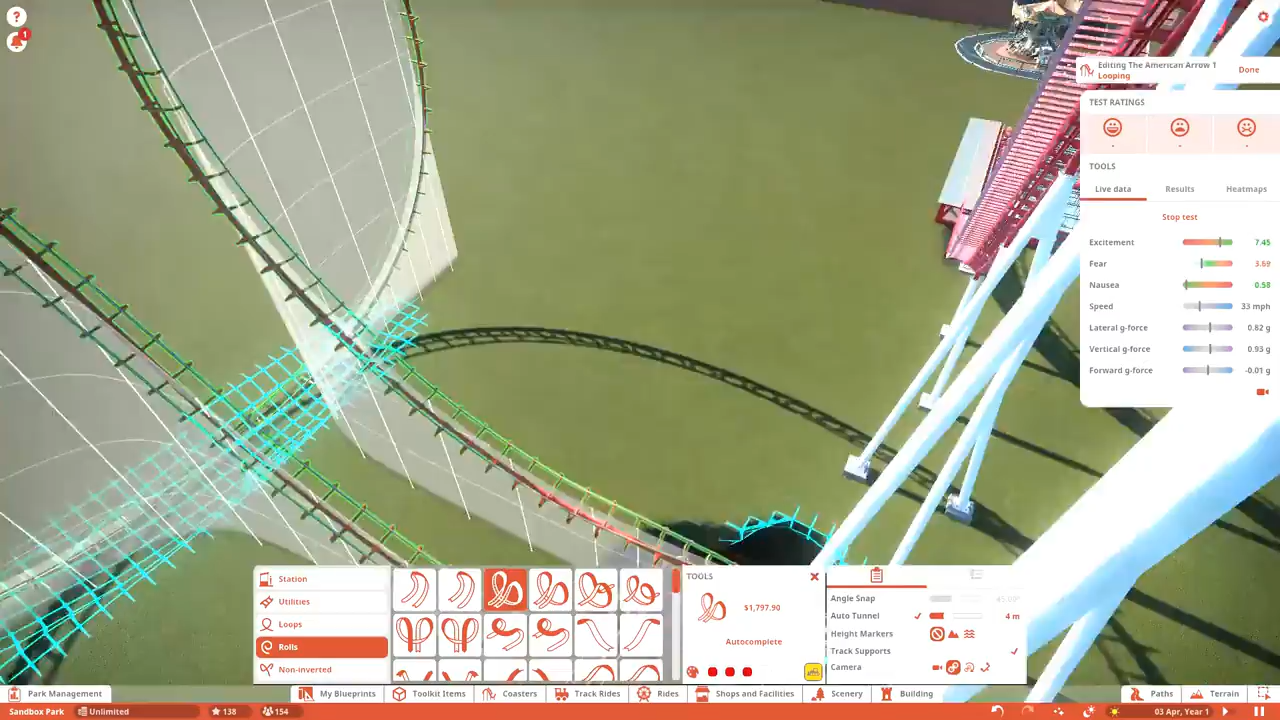 ?
1
Editing The American Arrow 1
Looping
Done
TEST RATINGS
- - -
TOOLS
Live data Results Heatmaps
Stop test
Excitement 7.45
Fear 3.69
Nausea 0.58
Speed 33 mph
Lateral g-force 0.82 g
Vertical g-force 0.93 g
Forward g-force -0.01 g
Station
Utilities
Loops
Rolls
Non-inverted
TOOLS
$1,797.90
Autocomplete
Angle Snap
Auto Tunnel 4 m
Height Markers
Track Supports
Camera
Park Management My Blueprints Toolkit Items Coasters Track Rides Rides Shops and Facilities Scenery Building Paths Terrain
Sandbox Park Unlimited 138 154 03 Apr, Year 1